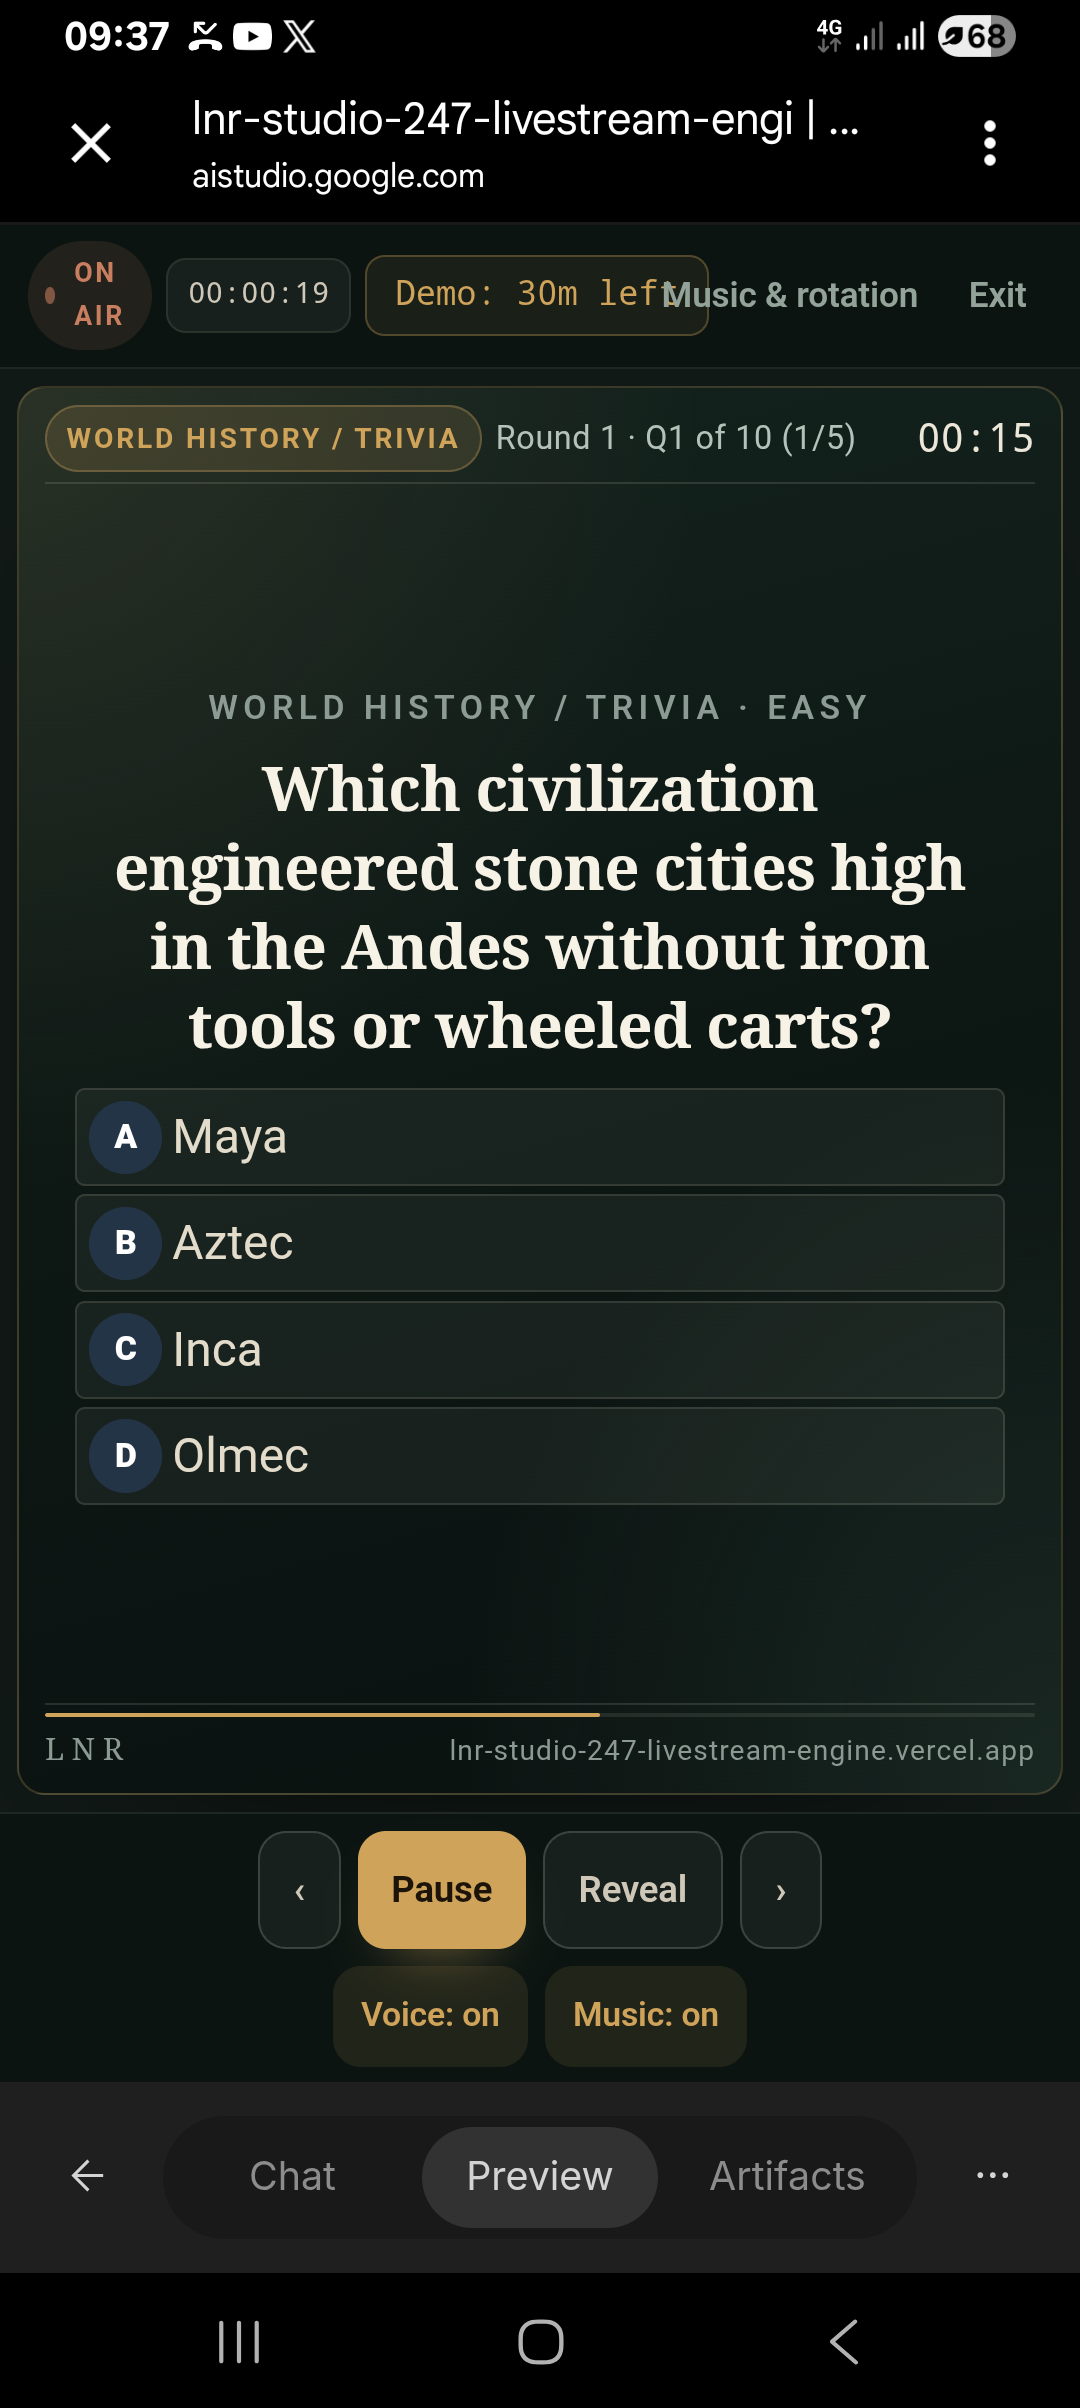 09:37
4G
68
lnr-studio-247-livestream-engi | ...
aistudio.google.com
ON
AIR
00:00:19
Demo: 30m left
Music & rotation
Exit
WORLD HISTORY / TRIVIA
Round 1 · Q1 of 10 (1/5)
00:15
WORLD HISTORY / TRIVIA · EASY
Which civilization
engineered stone cities high
in the Andes without iron
tools or wheeled carts?
A Maya
B Aztec
C Inca
D Olmec
LNR
lnr-studio-247-livestream-engine.vercel.app
‹
Pause
Reveal
›
Voice: on
Music: on
Chat
Preview
Artifacts